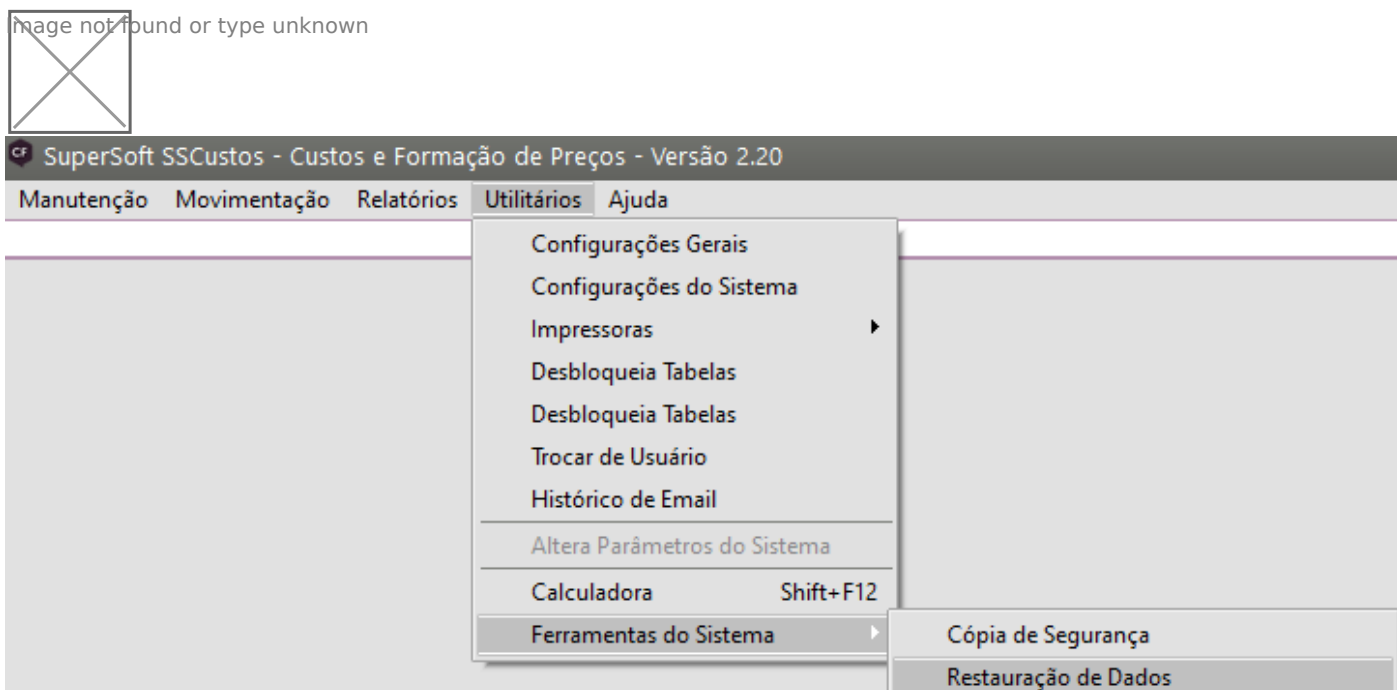 Image not found or type unknown
CF SuperSoft SSCustos - Custos e Formação de Preços - Versão 2.20
Manutenção Movimentação Relatórios Utilitários Ajuda
Configurações Gerais
Configurações do Sistema
Impressoras
Desbloqueia Tabelas
Desbloqueia Tabelas
Trocar de Usuário
Histórico de Email
Altera Parâmetros do Sistema
Calculadora Shift+F12
Ferramentas do Sistema Cópia de Segurança
Restauração de Dados